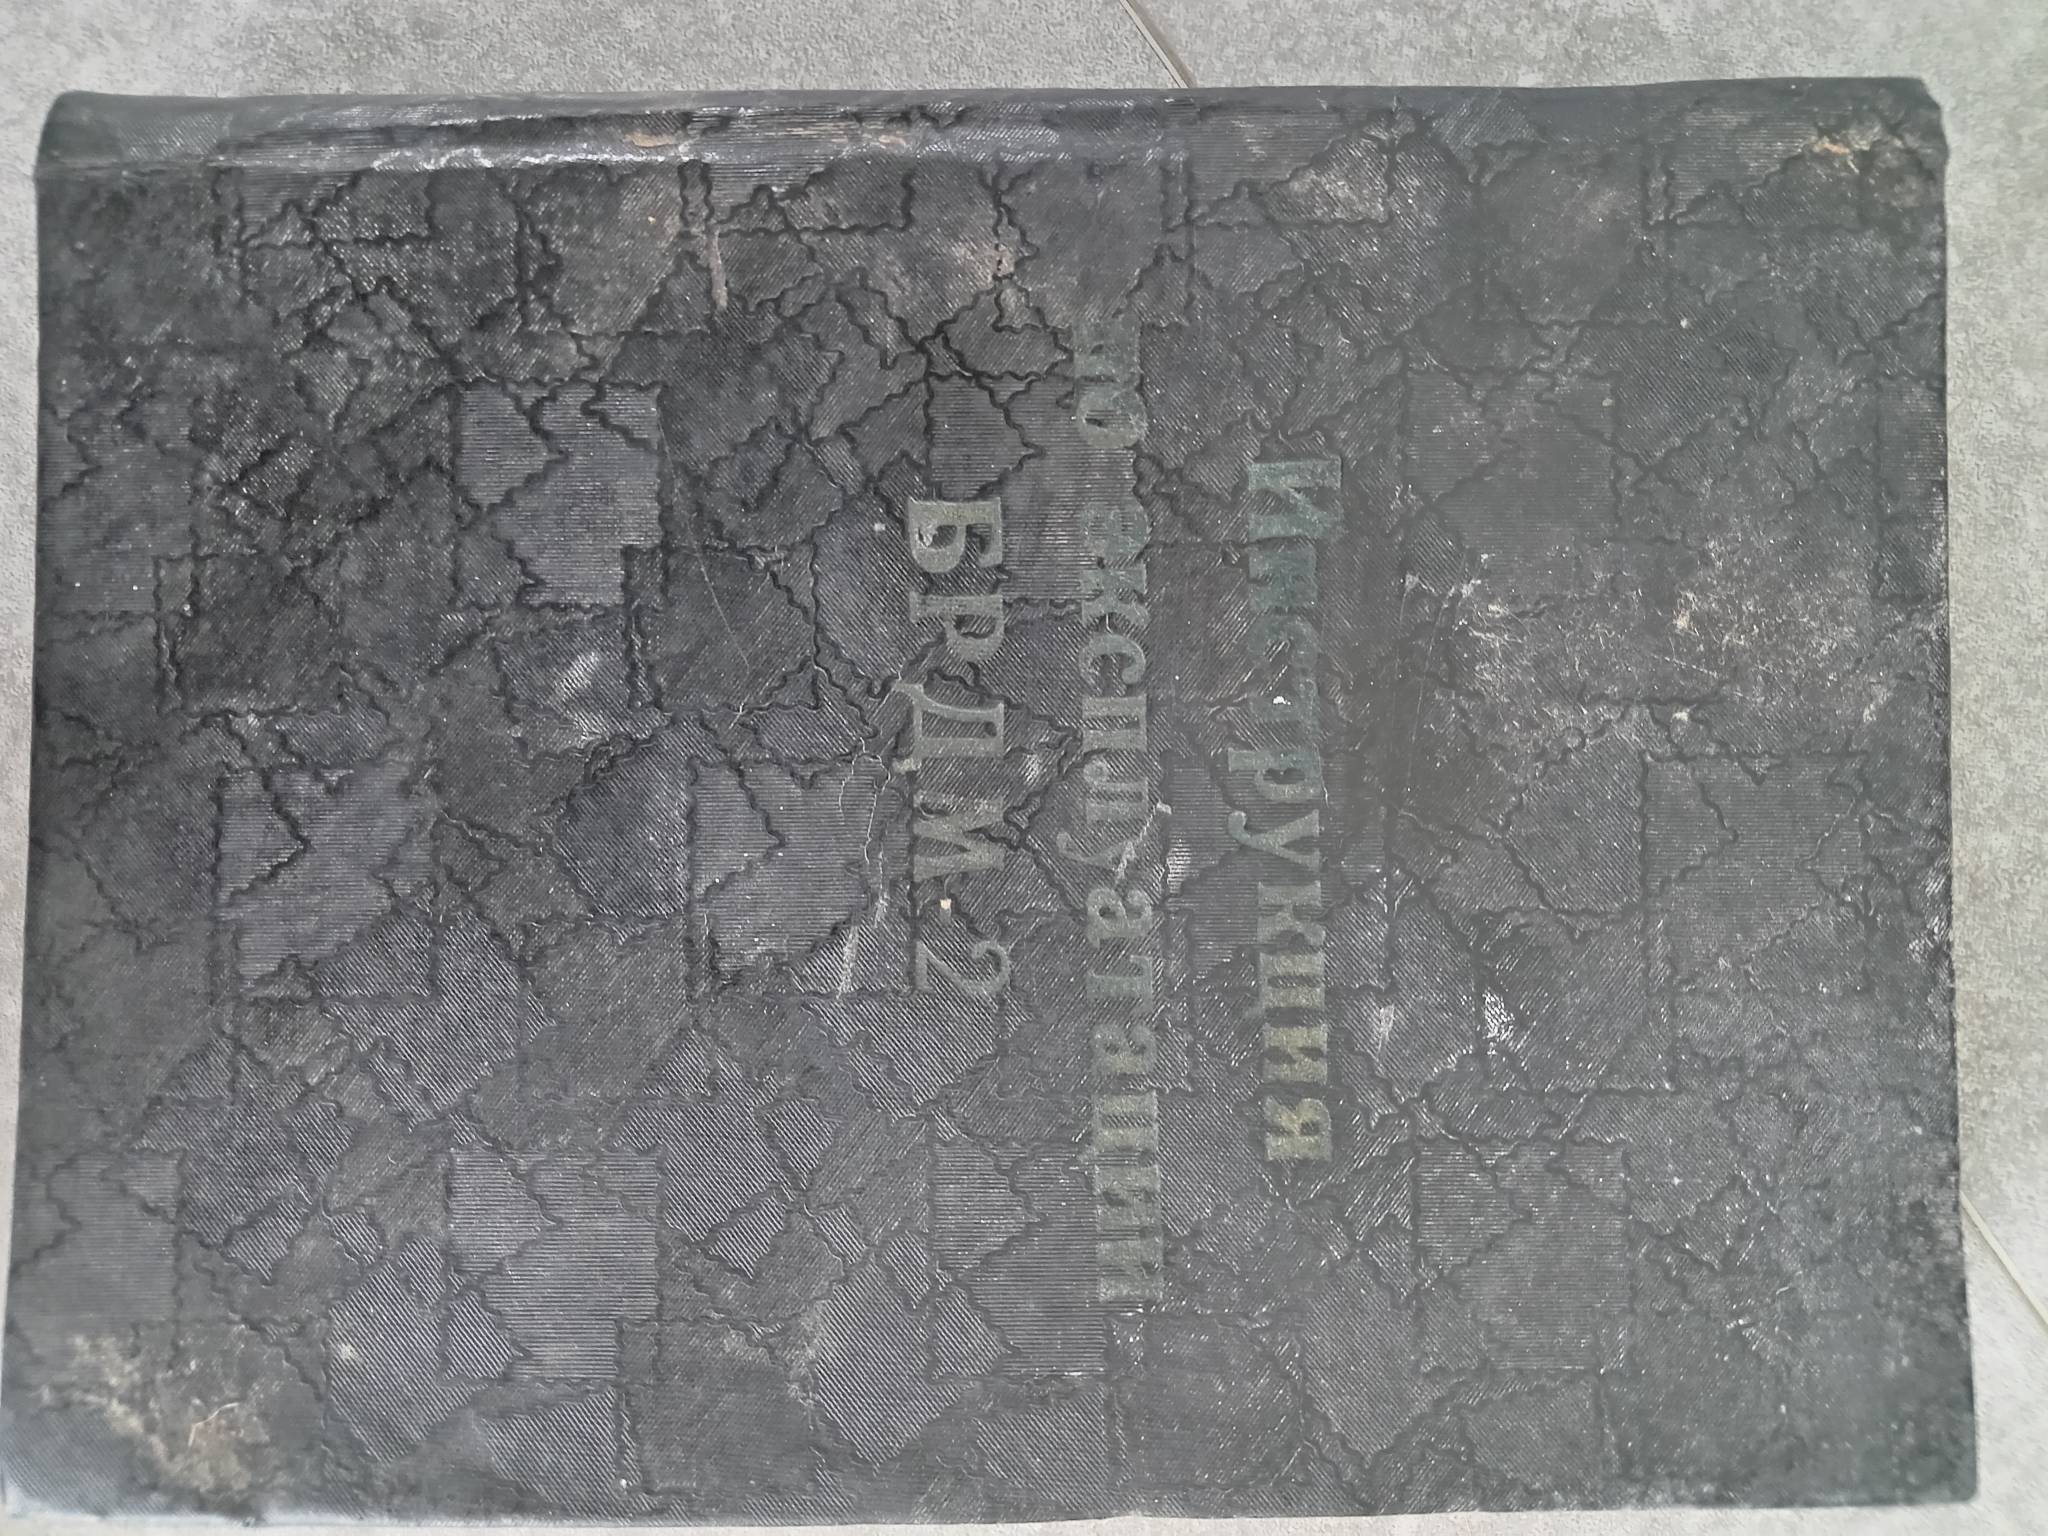 Инструкция
по эксплуатации
БРДМ-2